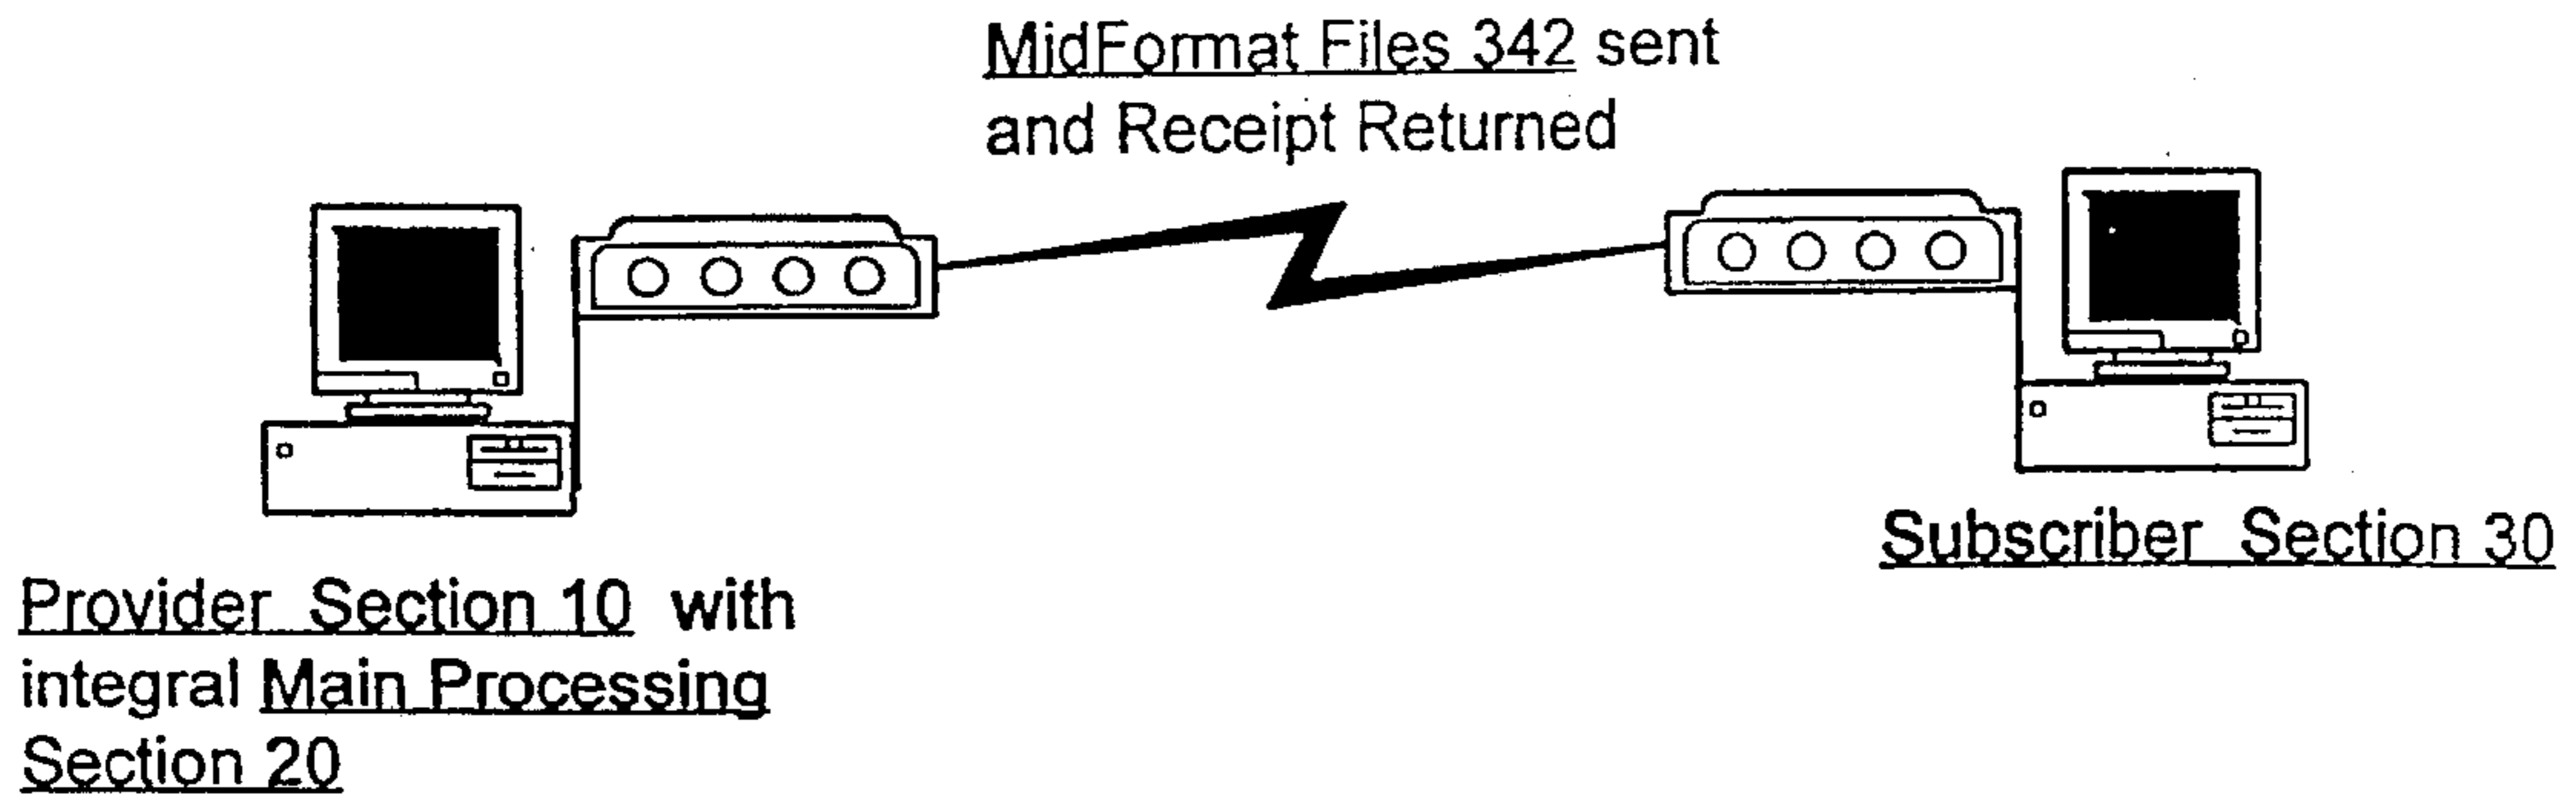 MidFormat Files 342 sent
and Receipt Returned
Subscriber Section 30
Provider Section 10 with
integral Main Processing
Section 20